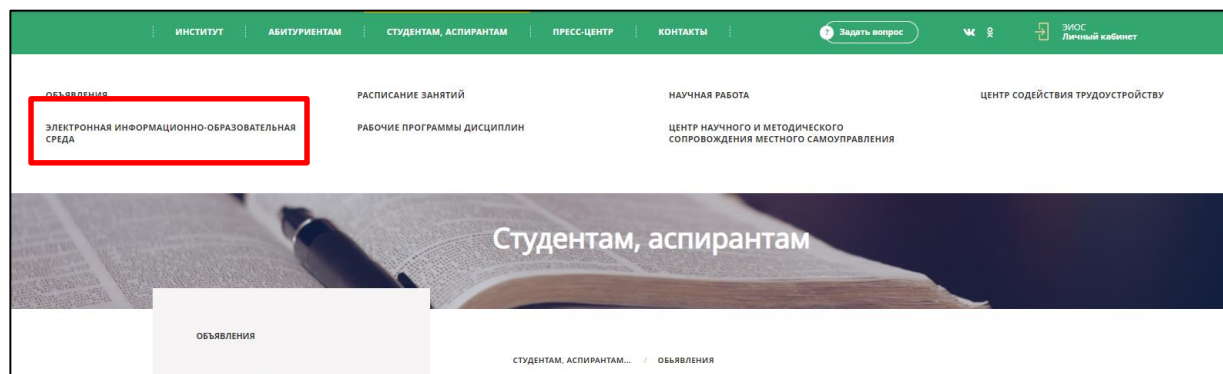 ИНСТИТУТ АБИТУРИЕНТАМ СТУДЕНТАМ, АСПИРАНТАМ ПРЕСС-ЦЕНТР КОНТАКТЫ ? Задать вопрос ЭИОС
Личный кабинет
ОБЪЯВЛЕНИЯ РАСПИСАНИЕ ЗАНЯТИЙ НАУЧНАЯ РАБОТА ЦЕНТР СОДЕЙСТВИЯ ТРУДОУСТРОЙСТВУ
ЭЛЕКТРОННАЯ ИНФОРМАЦИОННО-ОБРАЗОВАТЕЛЬНАЯ
СРЕДА
РАБОЧИЕ ПРОГРАММЫ ДИСЦИПЛИН
ЦЕНТР НАУЧНОГО И МЕТОДИЧЕСКОГО
СОПРОВОЖДЕНИЯ МЕСТНОГО САМОУПРАВЛЕНИЯ
Студентам, аспирантам
ОБЪЯВЛЕНИЯ
СТУДЕНТАМ, АСПИРАНТАМ... / ОБЪЯВЛЕНИЯ